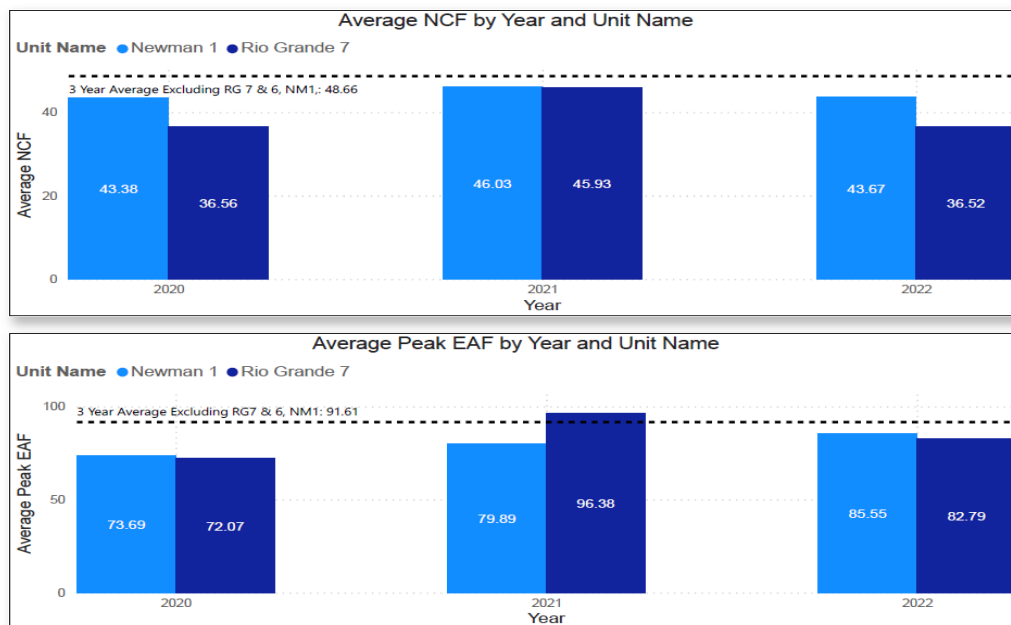 Average NCF by Year and Unit Name
Unit Name Newman 1 Rio Grande 7
3 Year Average Excluding RG 7 & 6, NM1,: 48.66
Average NCF
40
20
0
43.38
36.56
46.03
45.93
43.67
36.52
2020
2021
2022
Year
Average Peak EAF by Year and Unit Name
Unit Name Newman 1 Rio Grande 7
3 Year Average Excluding RG7 & 6, NM1: 91.61
Average Peak EAF
100
50
0
73.69
72.07
79.89
96.38
85.55
82.79
2020
2021
2022
Year